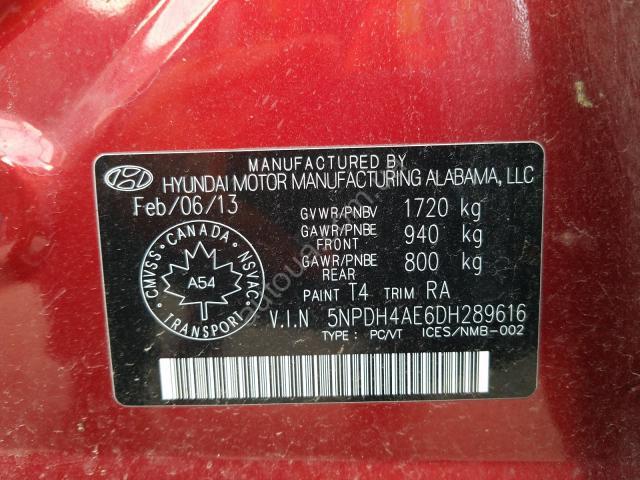 MANUFACTURED BY
HYUNDAI MOTOR MANUFACTURING ALABAMA, LLC
Feb/06/13
GVWR/PNBV 1720 kg
GAWR/PNBE FRONT 940 kg
GAWR/PNBE REAR 800 kg
PAINT T4 TRIM RA
V.I.N 5NPDH4AE6DH289616
TYPE : PC/VT ICES/NMB-002
CANADA
CMVSS
NSVAC
A54
TRANSPORT